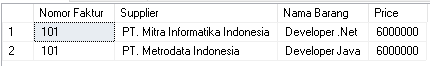 Nomor Faktur Supplier Nama Barang Price
1 101 PT. Mitra Informatika Indonesia Developer .Net 6000000
2 101 PT. Metrodata Indonesia Developer Java 6000000